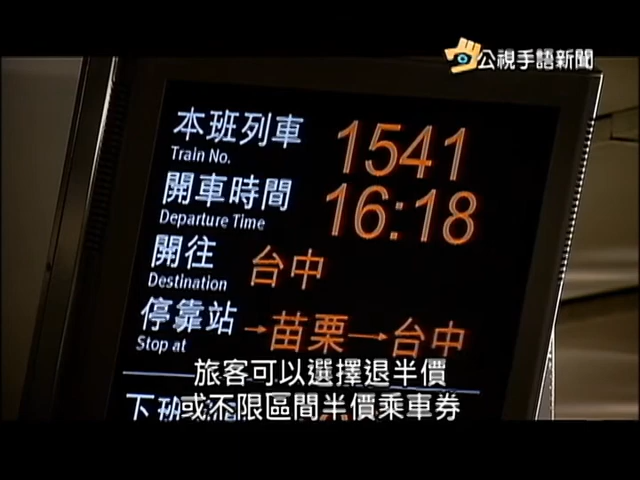 公視手語新聞
本班列車 1541
Train No.
開車時間 16:18
Departure Time
開往 台中
Destination
停靠站 →苗栗→台中
Stop at
旅客可以選擇退半價
下班
或不限區間半價乘車券